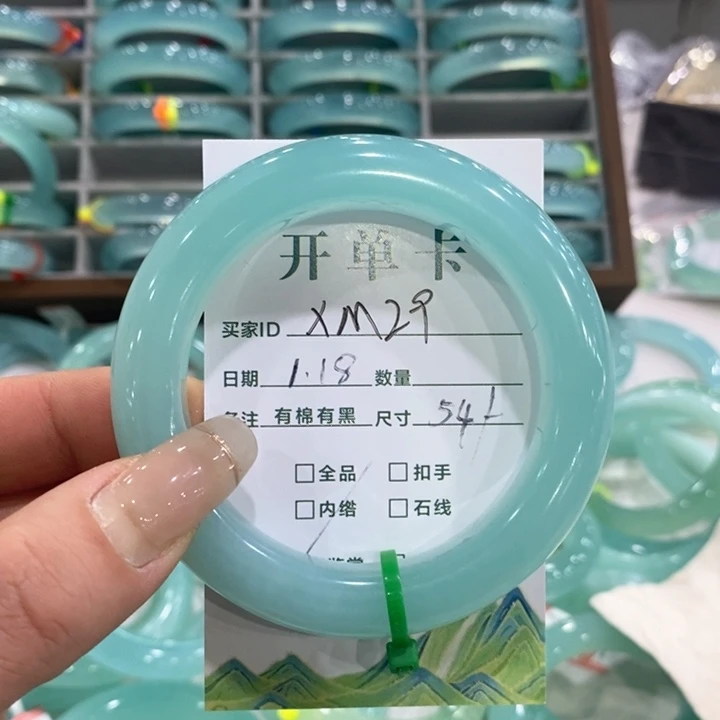 开单卡
买家ID XM29
日期 1.18 数量
备注 有棉有黑 尺寸 54+
□全品 □扣手
□内绺 □石线